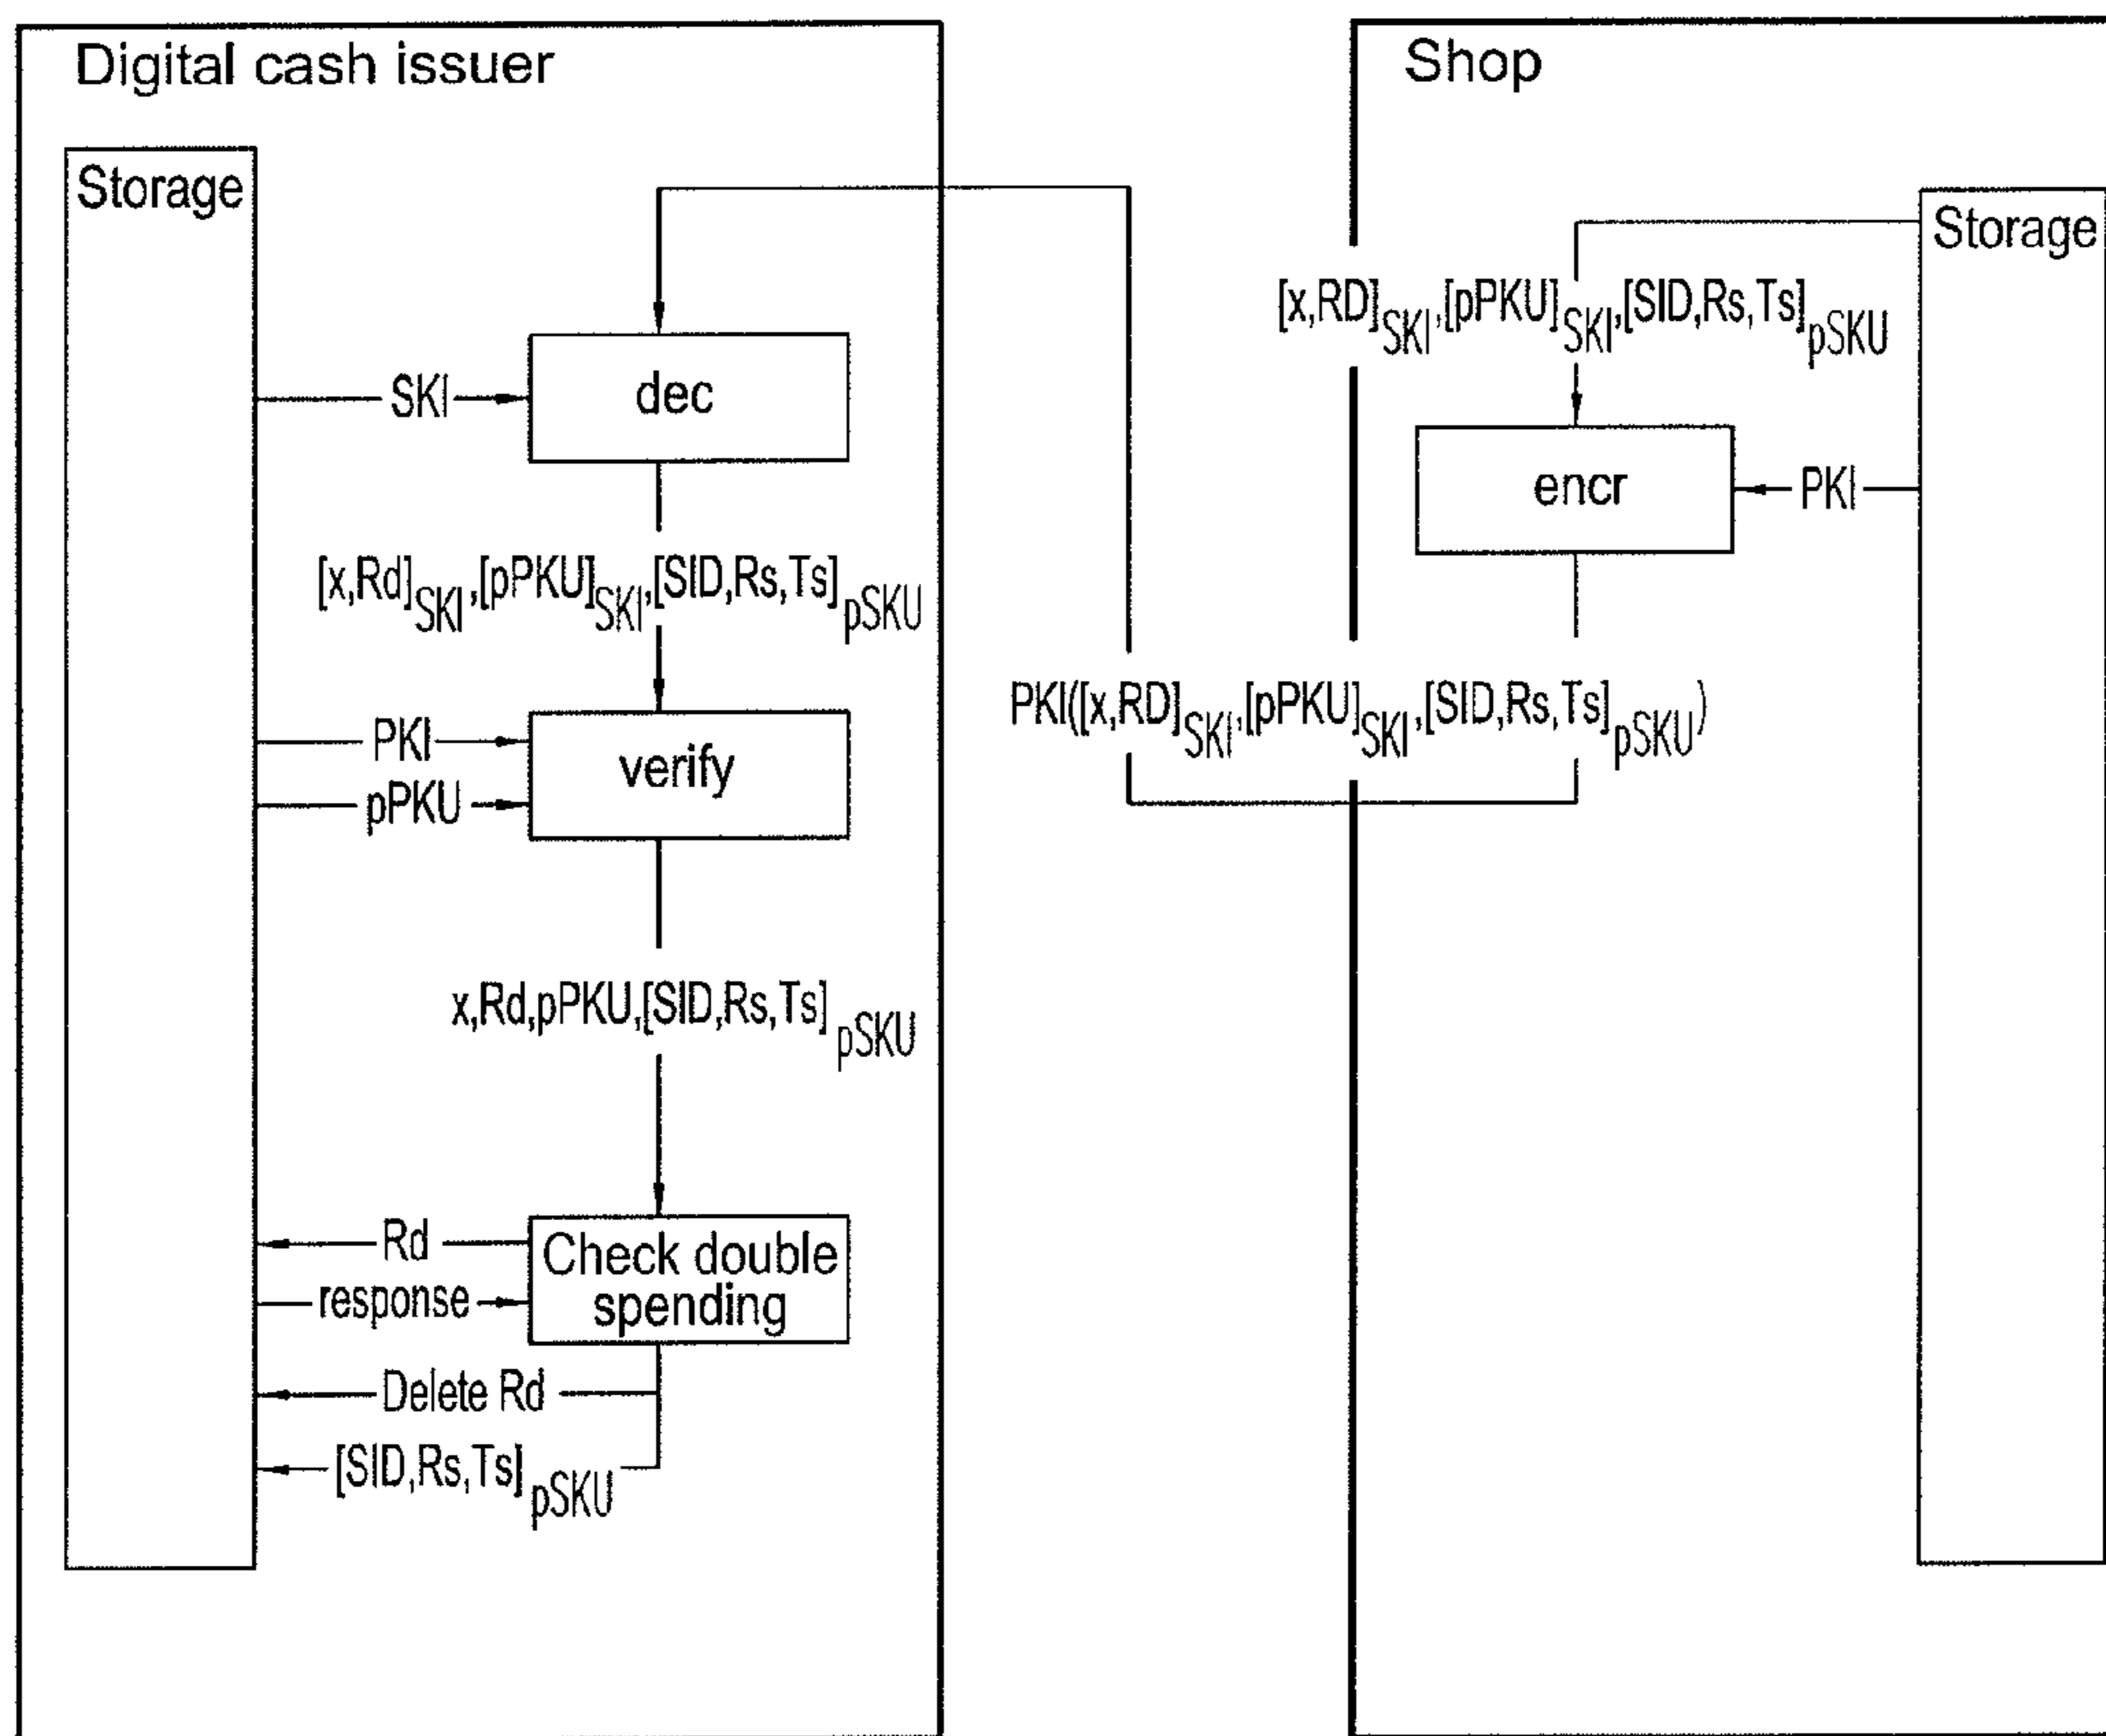 Digital cash issuer
Storage
SKI
dec
[x,Rd]SKI,[pPKU]SKI,[SID,Rs,Ts]pSKU
PKI
pPKU
verify
x,Rd,pPKU,[SID,Rs,Ts]pSKU
Rd
response
Check double
spending
Delete Rd
[SID,Rs,Ts]pSKU
PKI([x,RD]SKI,[pPKU]SKI,[SID,Rs,Ts]pSKU)
Shop
Storage
[x,RD]SKI,[pPKU]SKI,[SID,Rs,Ts]pSKU
encr
PKI